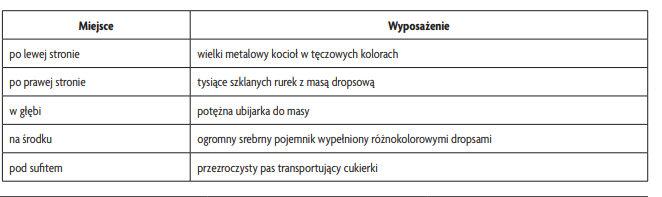 Miejsce Wyposażenie
po lewej stronie wielki metalowy kocioł w tęczowych kolorach
po prawej stronie tysiące szklanych rurek z masą dropsową
w głębi potężna ubijarka do masy
na środku ogromny srebrny pojemnik wypełniony różnokolorowymi dropsami
pod sufitem przezroczysty pas transportujący cukierki